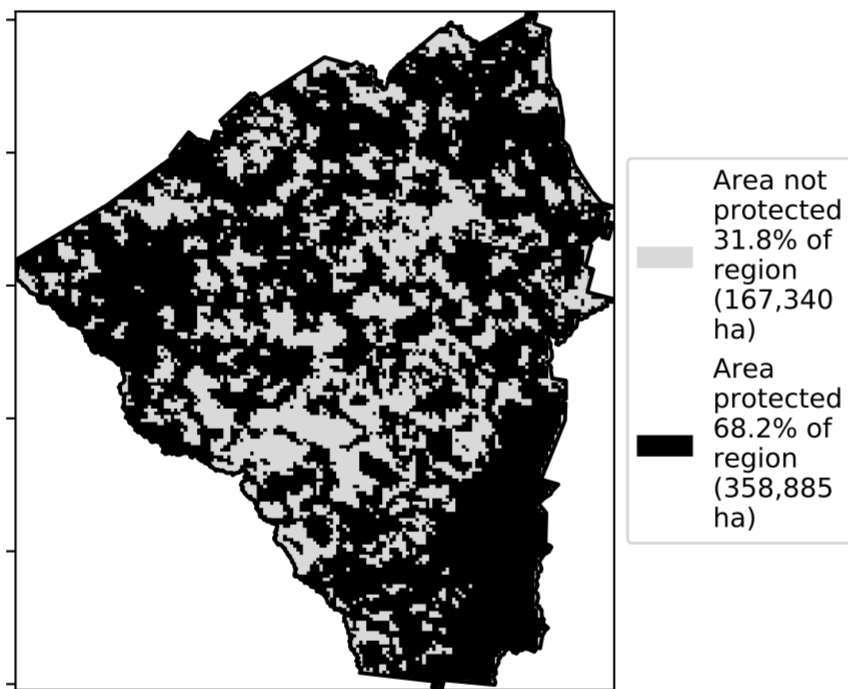 Area not
protected
31.8% of
region
(167,340
ha)
Area
protected
68.2% of
region
(358,885
ha)